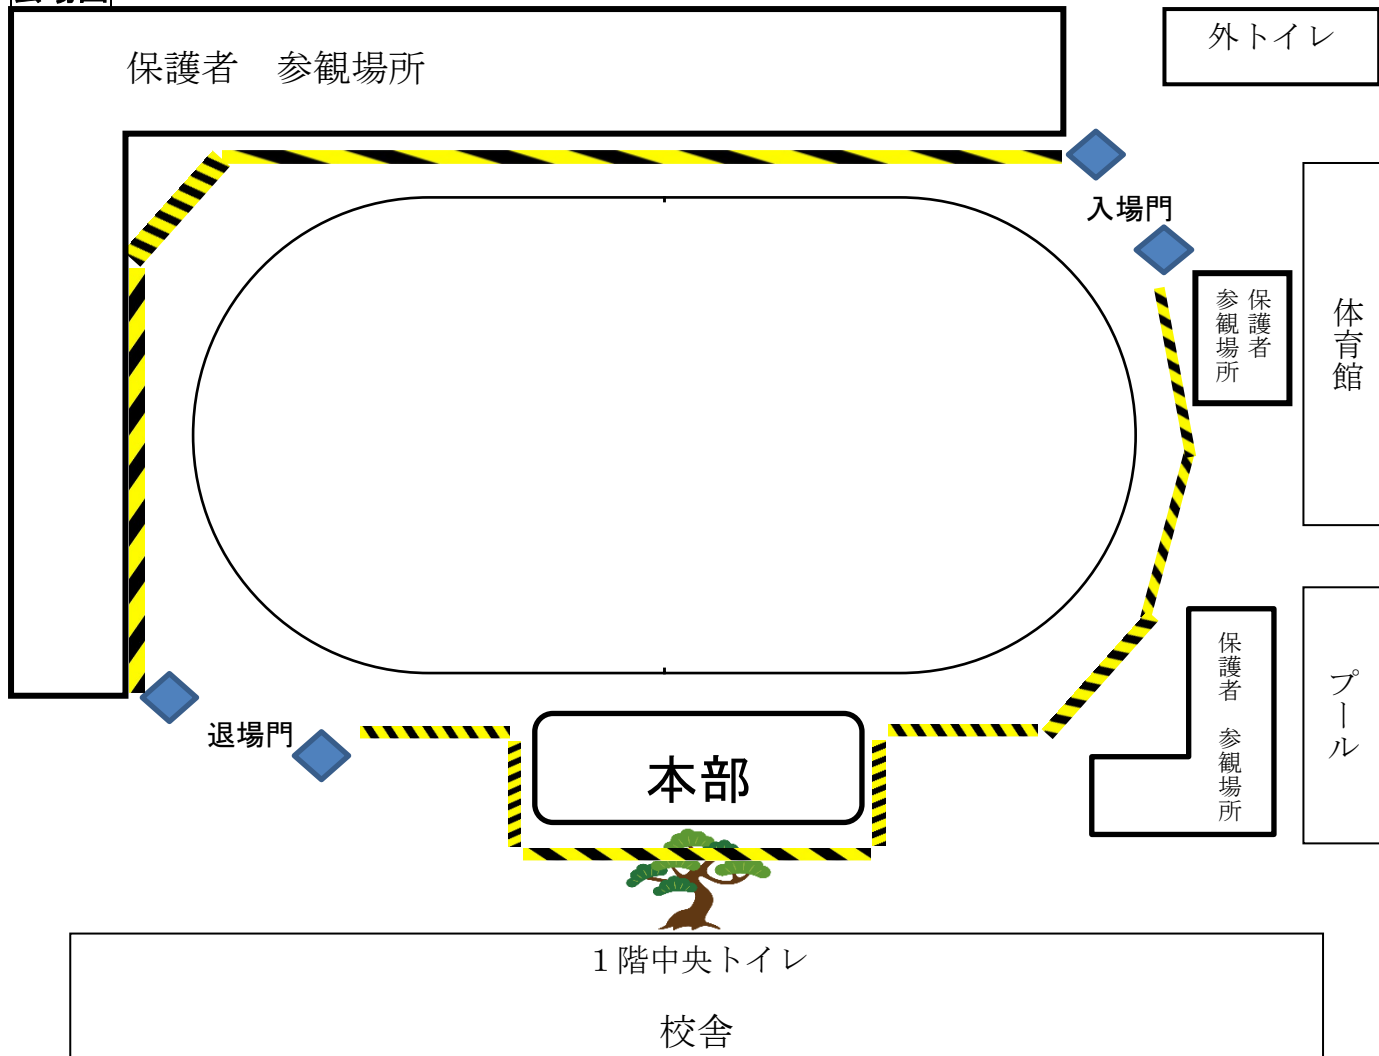 保護者　参観場所
外トイレ
入場門
保護者
参観場所
体育館
保護者　参観場所
プール
退場門
本部
１階中央トイレ
校舎